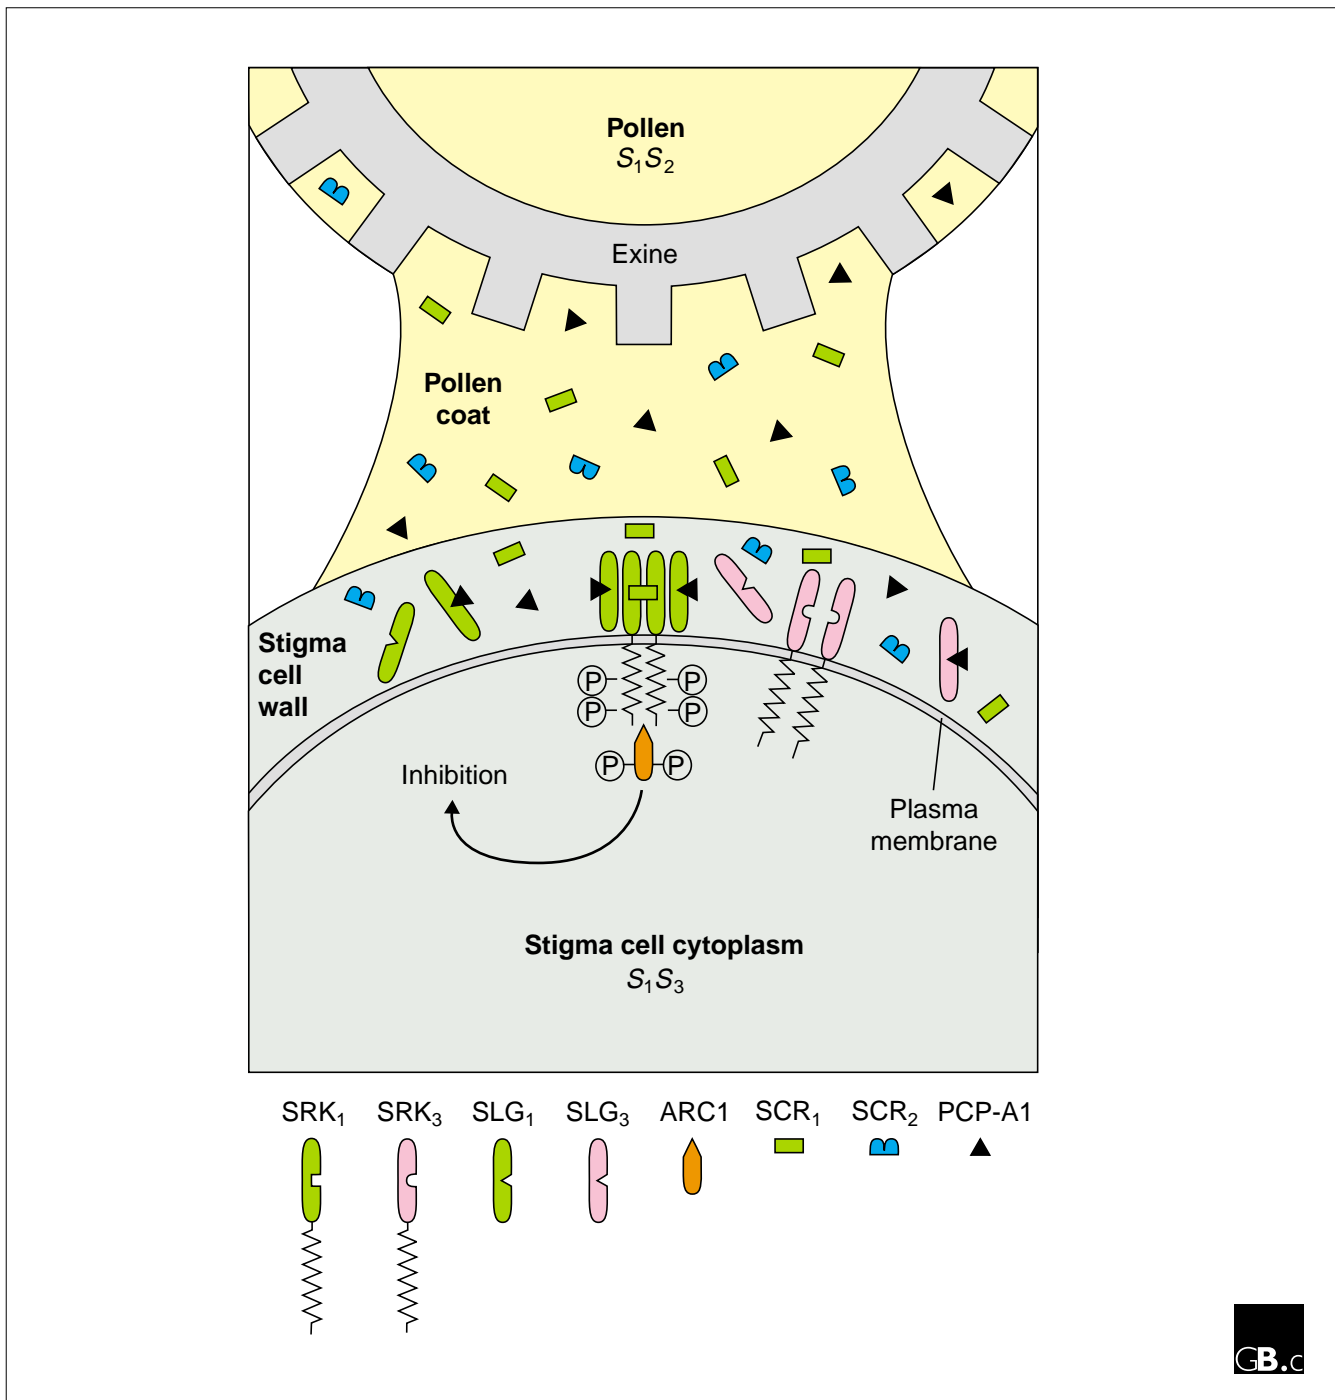 Pollen
S₁S₂
Exine
Pollen
coat
Stigma
cell
wall
P P
P P
P P
Inhibition
Plasma
membrane
Stigma cell cytoplasm
S₁S₃
SRK₁ SRK₃ SLG₁ SLG₃ ARC1 SCR₁ SCR₂ PCP-A1
GB.c